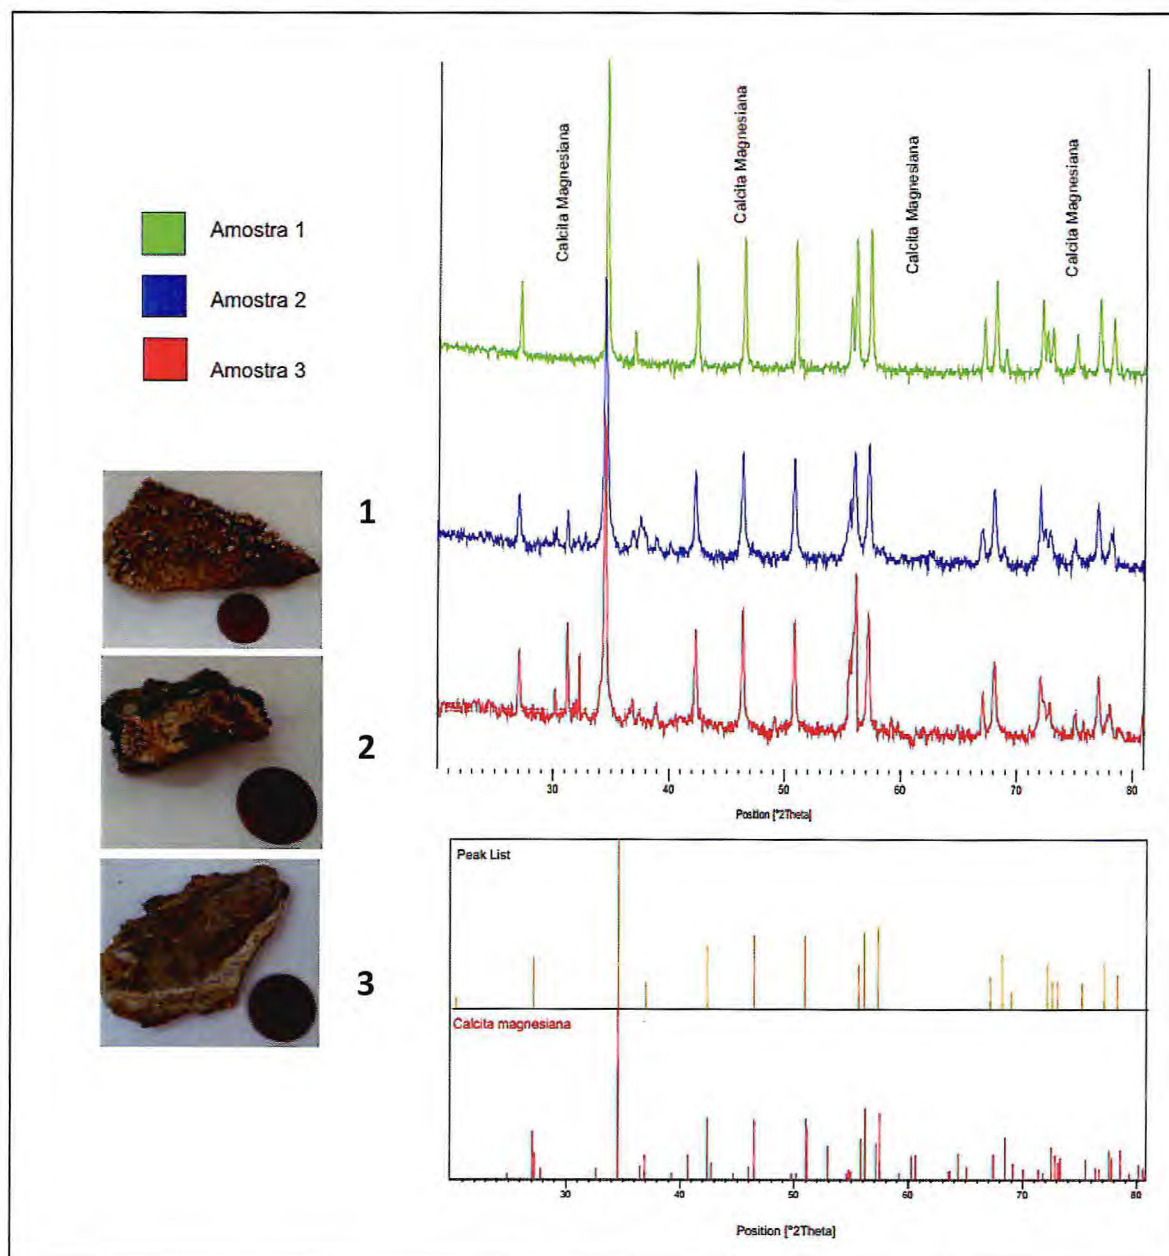 Amostra 1
Amostra 2
Amostra 3
1
2
3
Calcita Magnesiana
Calcita Magnesiana
Calcita Magnesiana
Calcita Magnesiana
30 40 50 60 70 80
Position [°2Theta]
Peak List
Calcita magnesiana
30 40 50 60 70 80
Position [°2Theta]